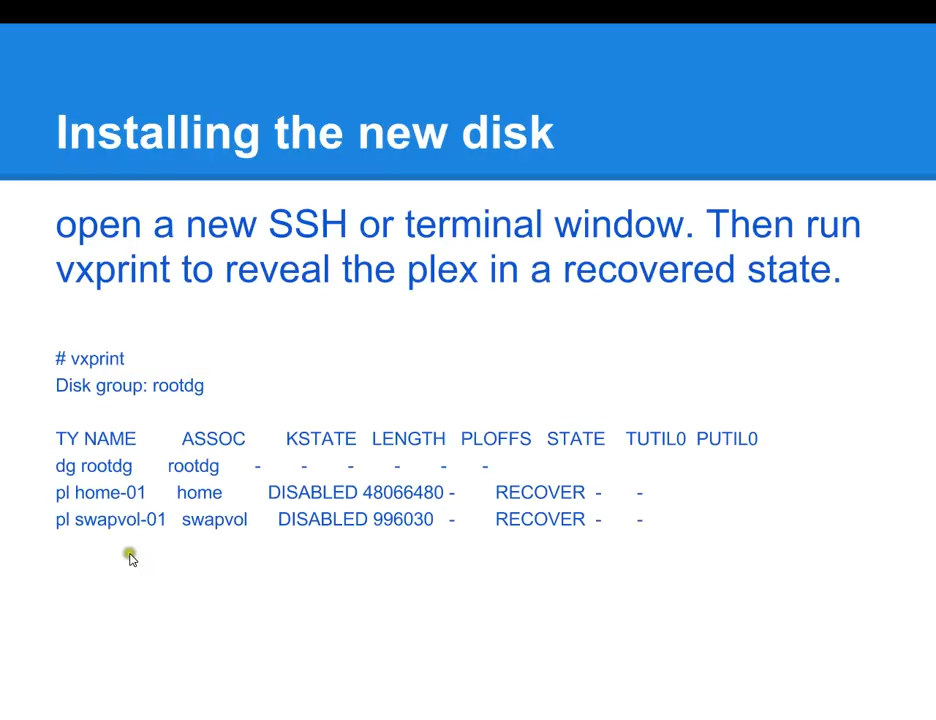 Installing the new disk
open a new SSH or terminal window. Then run
vxprint to reveal the plex in a recovered state.
# vxprint
Disk group: rootdg
TY NAME ASSOC KSTATE LENGTH PLOFFS STATE TUTIL0 PUTIL0
dg rootdg rootdg - - - - - -
pl home-01 home DISABLED 48066480 - RECOVER - -
pl swapvol-01 swapvol DISABLED 996030 - RECOVER - -